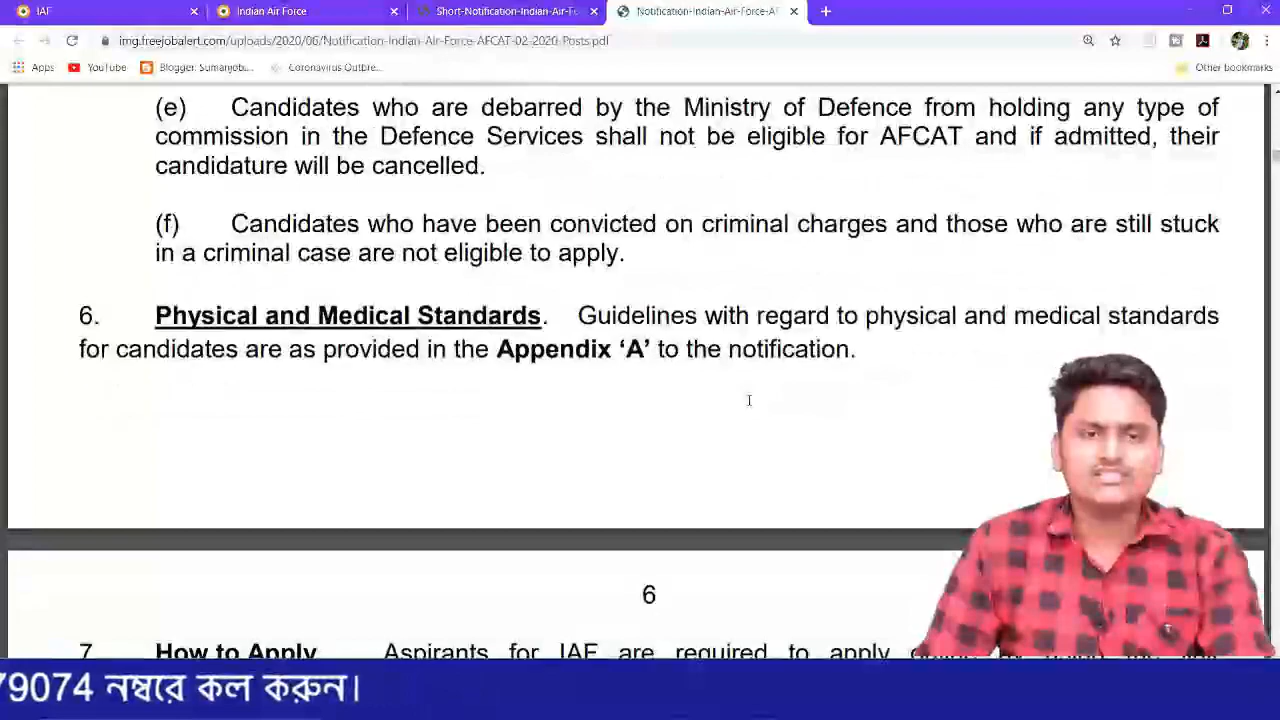 IAF
Indian Air Force
Short-Notification-Indian-Air-Fo
Notification-Indian-Air-Force-AF
img.freejobalert.com/uploads/2020/06/Notification-Indian-Air-Force-AFCAT-02-2020-Posts.pdf
Apps YouTube Blogger: Sumanjob... Coronavirus Outbre... Other bookmarks
(e) Candidates who are debarred by the Ministry of Defence from holding any type of
commission in the Defence Services shall not be eligible for AFCAT and if admitted, their
candidature will be cancelled.
(f) Candidates who have been convicted on criminal charges and those who are still stuck
in a criminal case are not eligible to apply.
6. Physical and Medical Standards. Guidelines with regard to physical and medical standards
for candidates are as provided in the Appendix ‘A’ to the notification.
6
7 How to Apply Aspirants for IAF are required to apply
79074 নম্বরে কল করুন।